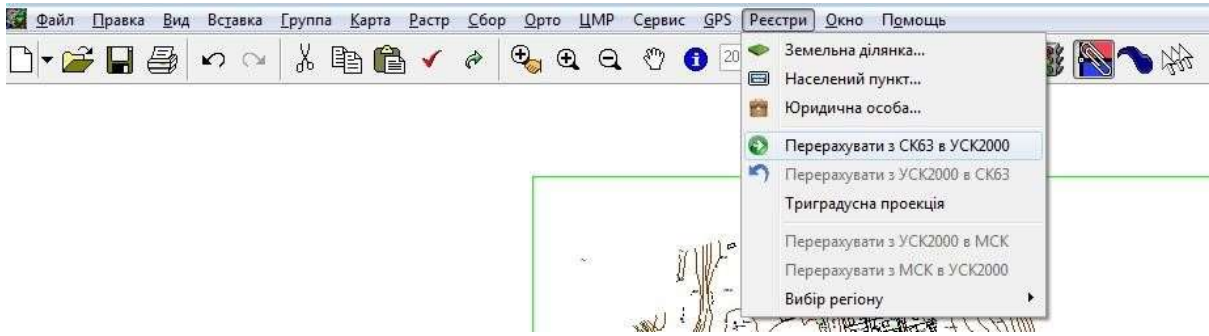 Файл Правка Вид Вставка Группа Карта Растр Сбор Орто ЦМР Сервис GPS Реєстри Окно Помощь
20
Земельна ділянка...
Населений пункт...
Юридична особа...
Перерахувати з СК63 в УСК2000
Перерахувати з УСК2000 в СК63
Триградусна проекція
Перерахувати з УСК2000 в МСК
Перерахувати з МСК в УСК2000
Вибір регіону